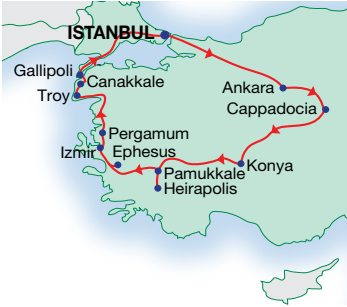 ISTANBUL
Gallipoli
Canakkale
Troy
Ankara
Cappadocia
Pergamum
Izmir
Ephesus
Konya
Pamukkale
Heirapolis